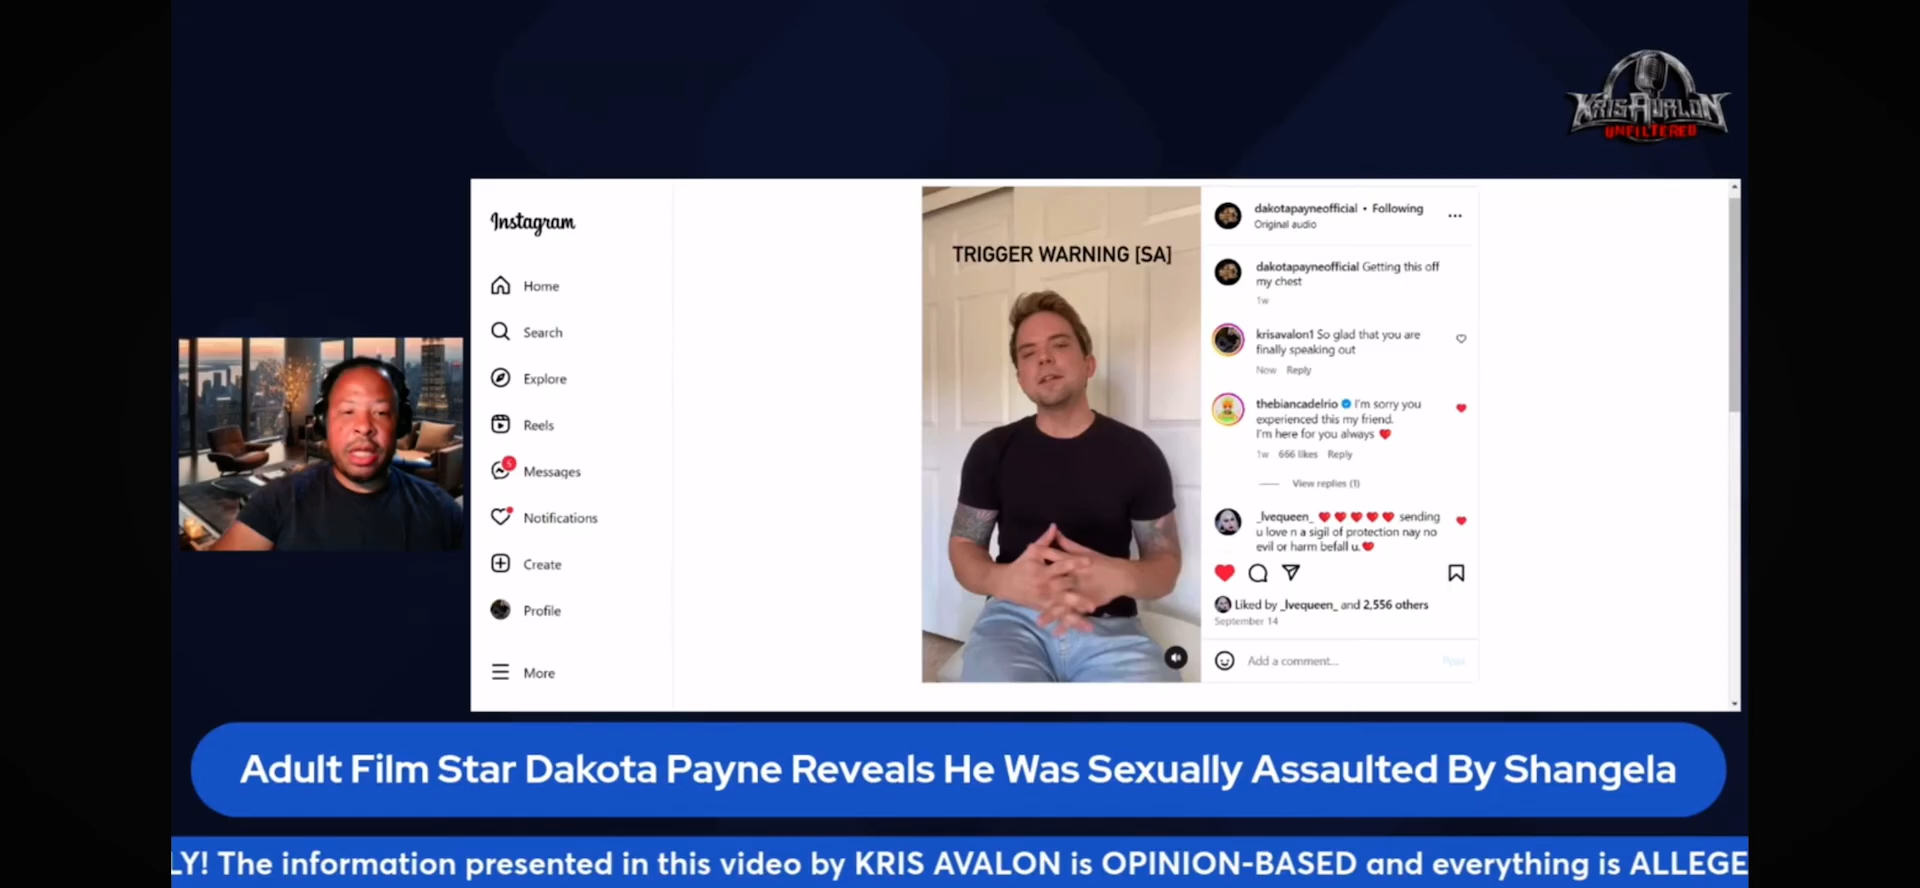 KRIS AVALON
UNFILTERED
Instagram
Home
Search
Explore
Reels
5
Messages
Notifications
Create
Profile
More
TRIGGER WARNING [SA]
dakotapayneofficial • Following
Original audio
dakotapayneofficial Getting this off
my chest
1w
krisavalon1 So glad that you are
finally speaking out
Now Reply
thebiancadelrio I'm sorry you
experienced this my friend.
I'm here for you always ❤️
1w 666 likes Reply
View replies (1)
_lvequeen_ ❤️❤️❤️❤️❤️ sending
u love n a sigil of protection nay no
evil or harm befall u.❤️
Liked by _lvequeen_ and 2,556 others
September 14
Add a comment...
Post
Adult Film Star Dakota Payne Reveals He Was Sexually Assaulted By Shangela
LY! The information presented in this video by KRIS AVALON is OPINION-BASED and everything is ALLEGE